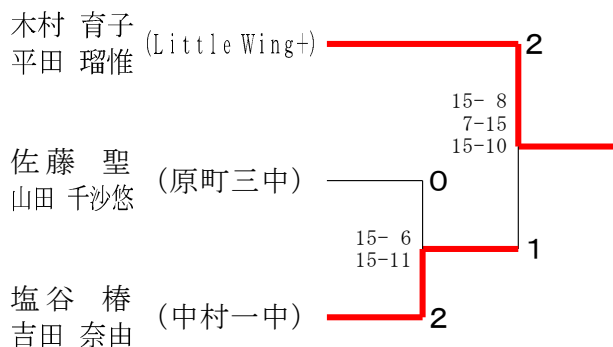 木村 育子
平田 瑠惟
(Little Wing+)
2
15- 8
7-15
15-10
佐藤 聖
山田 千沙悠
(原町三中)
0
15- 6
15-11
1
塩谷 椿
吉田 奈由
(中村一中)
2